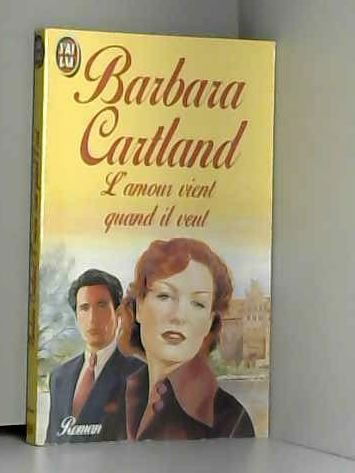 J'AI
LU
Barbara
Cartland
L'amour vient
quand il veut
Roman